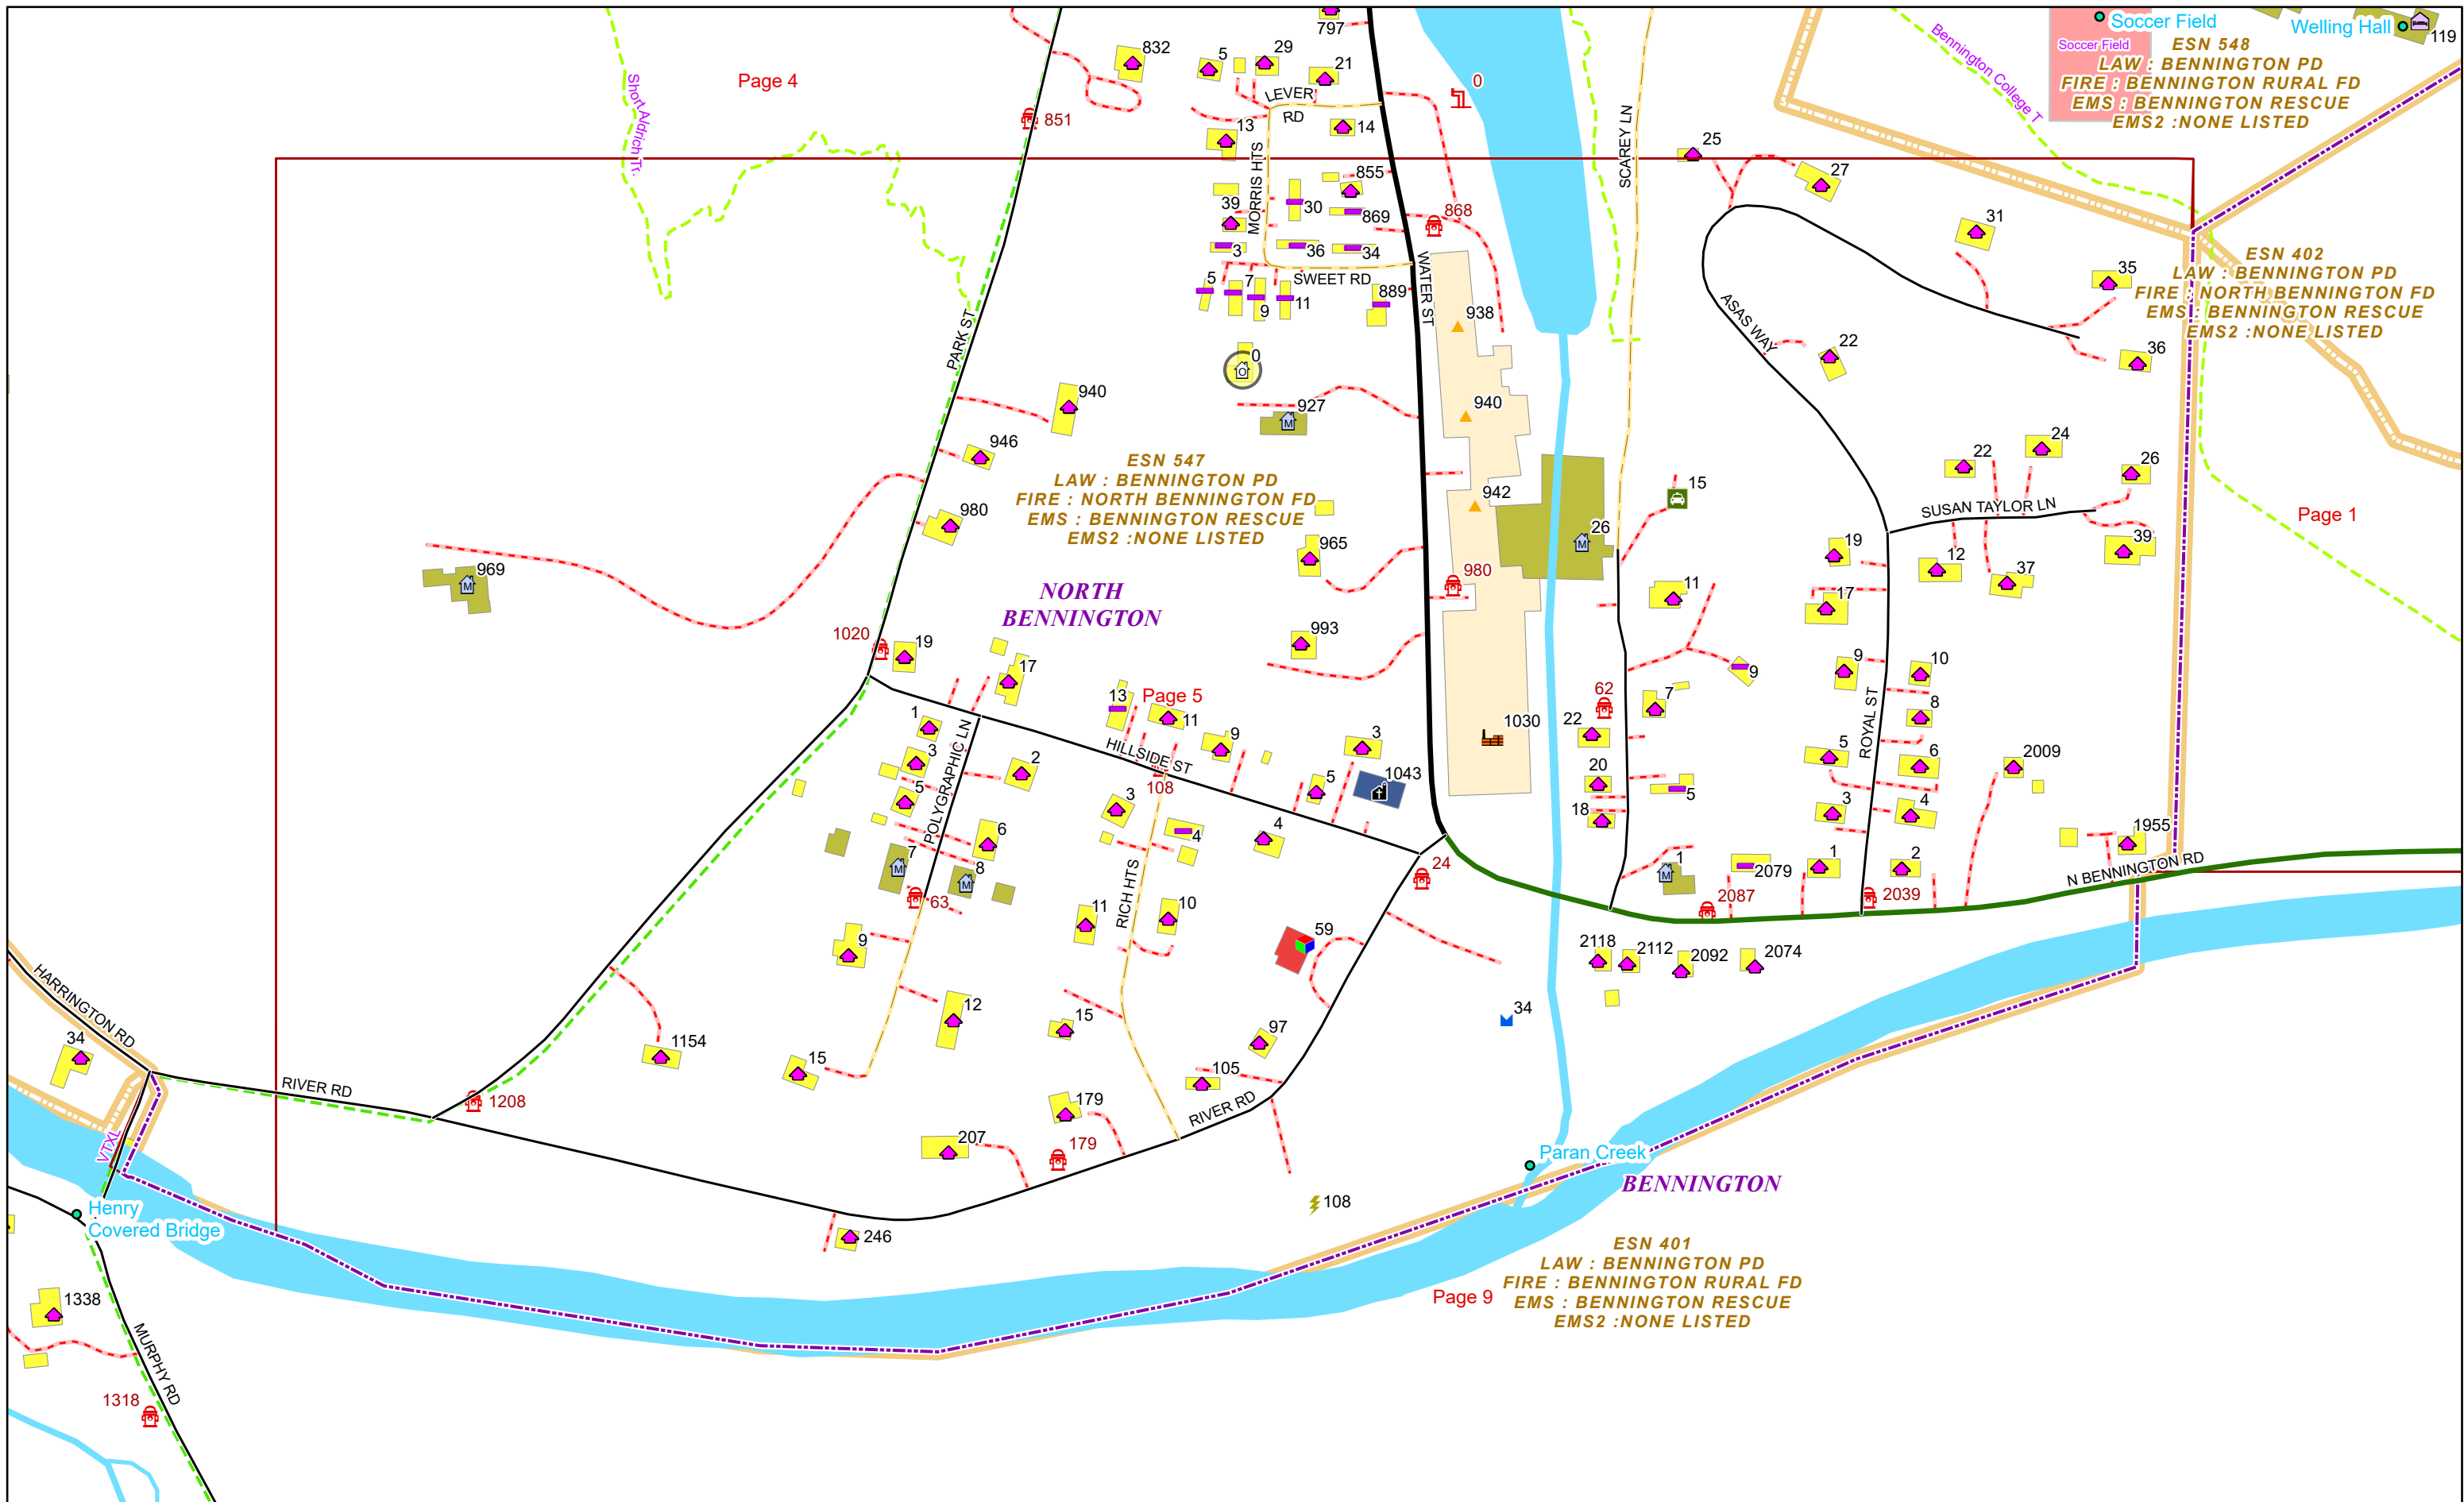 797
Soccer Field
Welling Hall
119
Soccer Field
ESN 548
LAW : BENNINGTON PD
FIRE : BENNINGTON RURAL FD
EMS : BENNINGTON RESCUE
EMS2 :NONE LISTED
Bennington College T
832
5
29
21
0
Page 4
Short Aldrich Tr.
851
LEVER
RD
13
14
SCAREY LN
25
27
MORRIS HTS
855
39
30
869
868
31
3
36
34
SWEET RD
WATER ST
ESN 402
LAW : BENNINGTON PD
FIRE : NORTH BENNINGTON FD
EMS : BENNINGTON RESCUE
EMS2 :NONE LISTED
35
5
7
9
11
889
938
ASAS WAY
22
36
PARK ST
0
940
927
940
946
ESN 547
LAW : BENNINGTON PD
FIRE : NORTH BENNINGTON FD
EMS : BENNINGTON RESCUE
EMS2 :NONE LISTED
22
24
26
942
15
980
SUSAN TAYLOR LN
Page 1
26
965
19
12
39
969
980
37
NORTH
BENNINGTON
11
17
1020
19
993
17
9
9
10
Page 5
13
11
62
7
8
1
22
1030
ROYAL ST
HILLSIDE ST
9
3
3
POLYGRAPHIC LN
2
5
6
2009
1043
108
20
5
5
5
3
18
3
4
6
4
4
1955
7
8
24
1
2079
1
2
N BENNINGTON RD
RICH HTS
63
2087
2039
11
10
59
9
2118
2112
2092
2074
HARRINGTON RD
34
12
15
97
34
1154
15
105
RIVER RD
1208
179
RIVER RD
VTXL
207
179
Paran Creek
BENNINGTON
Henry
Covered Bridge
108
246
ESN 401
LAW : BENNINGTON PD
FIRE : BENNINGTON RURAL FD
EMS : BENNINGTON RESCUE
EMS2 :NONE LISTED
Page 9
1338
MURPHY RD
1318